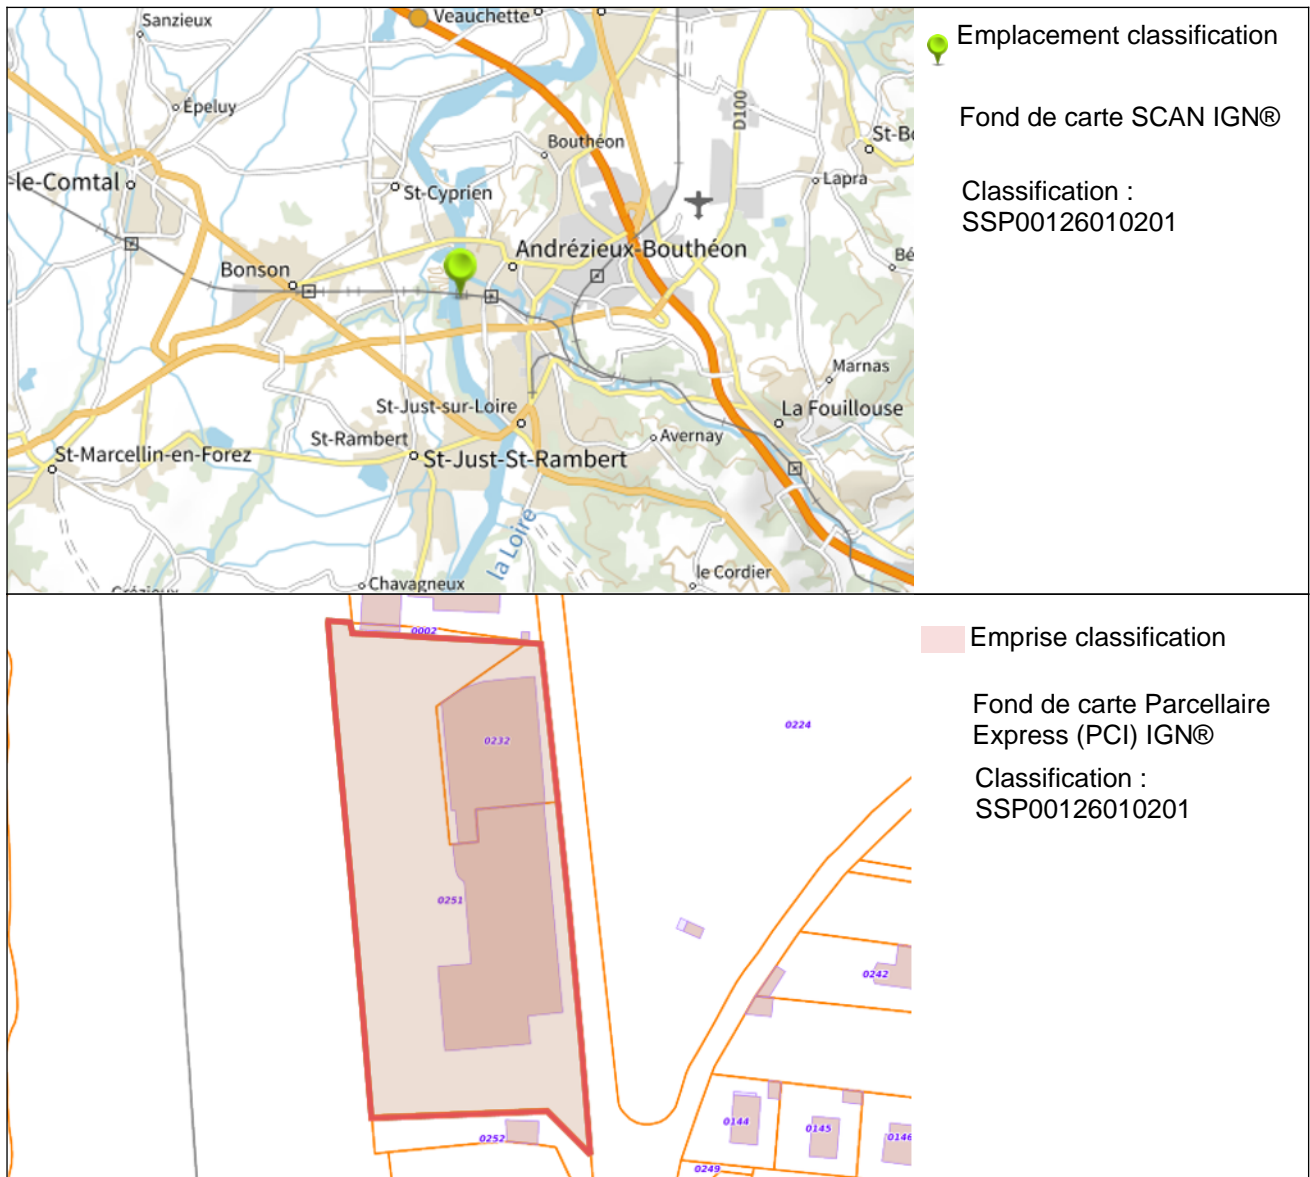 Veauchette
Sanzieux
Épeluy
D100
Bouthéon
St-Bo
-le-Comtal
St-Cyprien
Lapra
Andrézieux-Bouthéon
Bé
Bonson
Marnas
St-Just-sur-Loire
La Fouillouse
St-Rambert
Avernay
St-Marcellin-en-Forez
St-Just-St-Rambert
la Loire
le Cordier
Chavagneux
Grézieux
Emplacement classification
Fond de carte SCAN IGN®
Classification :
SSP00126010201
0002
0224
0232
0251
0242
0144
0145
0146
0252
0249
Emprise classification
Fond de carte Parcellaire
Express (PCI) IGN®
Classification :
SSP00126010201